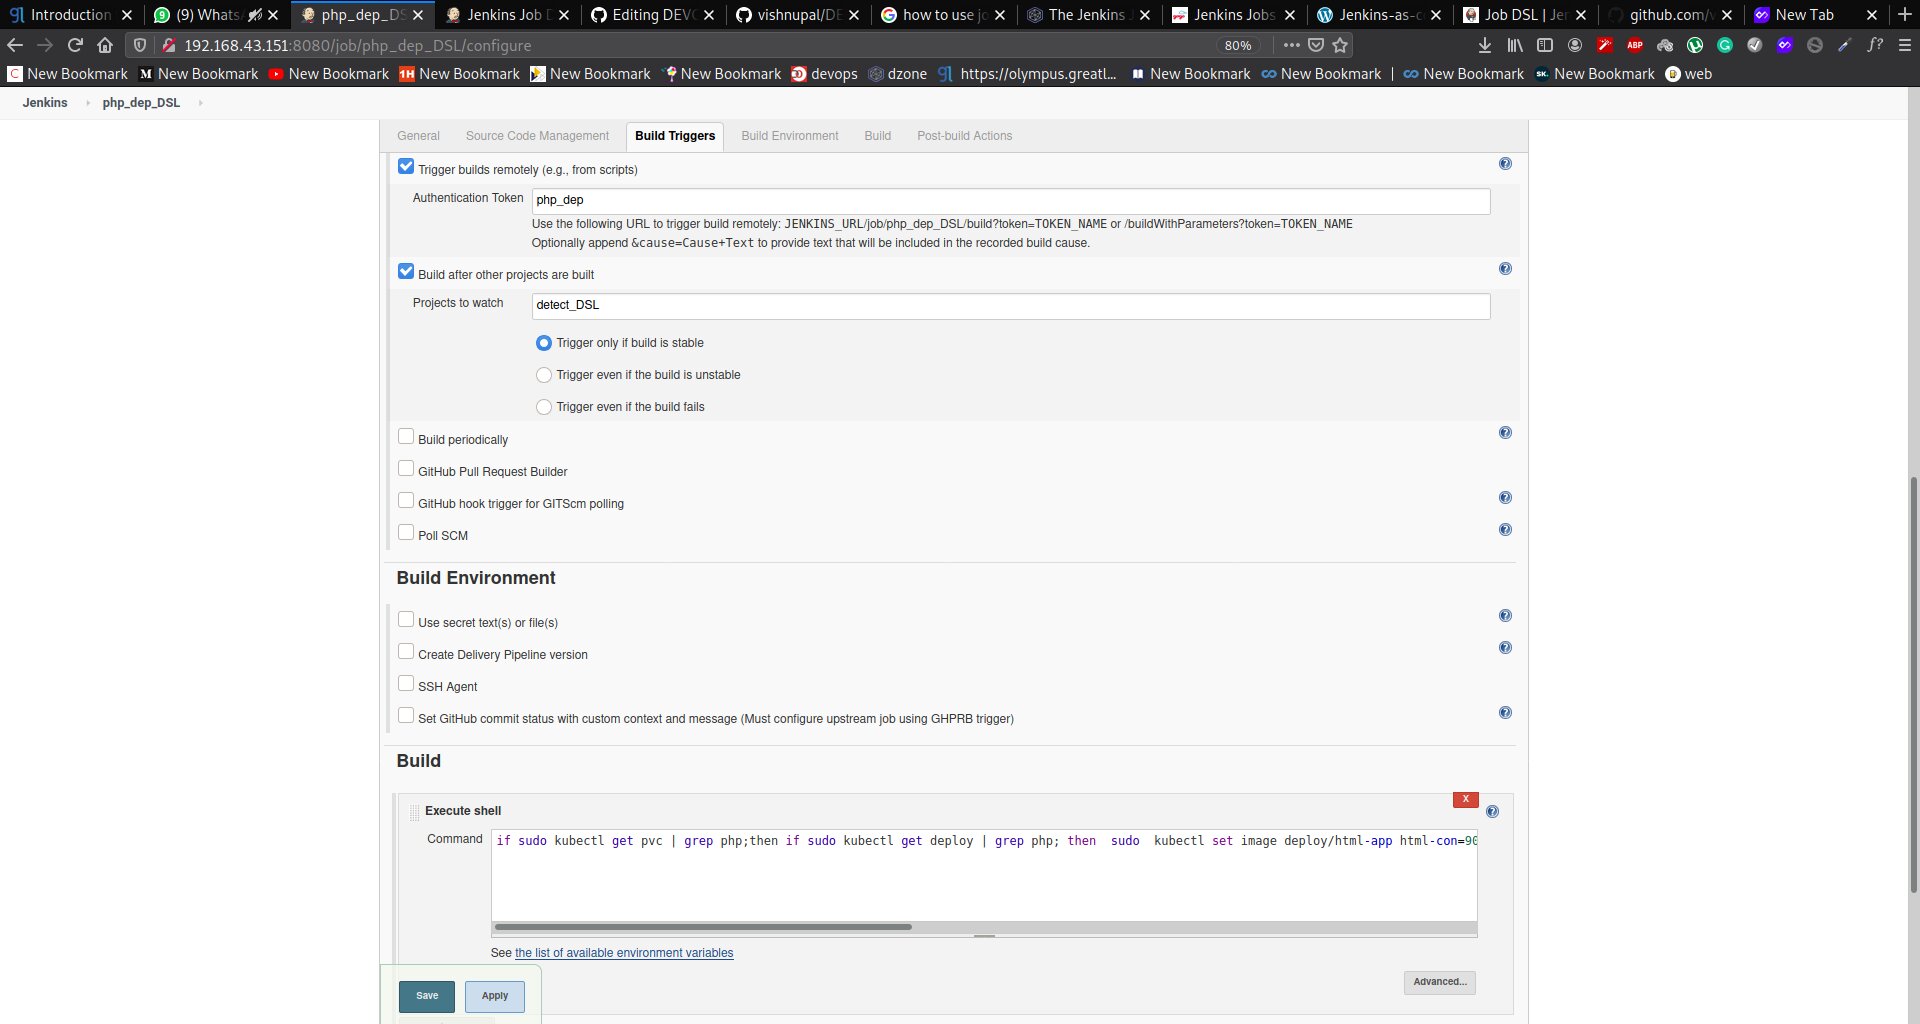 Introduction
(9) Whats
php_dep_DS
Jenkins Job D
Editing DEVO
vishnupal/DE
how to use jo
The Jenkins J
Jenkins Jobs
Jenkins-as-c
Job DSL | Jen
github.com/v
New Tab
192.168.43.151:8080/job/php_dep_DSL/configure
80%
ABP
New Bookmark
New Bookmark
New Bookmark
New Bookmark
New Bookmark
New Bookmark
devops
dzone
https://olympus.greatl...
New Bookmark
New Bookmark
|
New Bookmark
New Bookmark
web
Jenkins
php_dep_DSL
General
Source Code Management
Build Triggers
Build Environment
Build
Post-build Actions
Trigger builds remotely (e.g., from scripts)
Authentication Token
php_dep
Use the following URL to trigger build remotely: JENKINS_URL/job/php_dep_DSL/build?token=TOKEN_NAME or /buildWithParameters?token=TOKEN_NAME
Optionally append &cause=Cause+Text to provide text that will be included in the recorded build cause.
Build after other projects are built
Projects to watch
detect_DSL
Trigger only if build is stable
Trigger even if the build is unstable
Trigger even if the build fails
Build periodically
GitHub Pull Request Builder
GitHub hook trigger for GITScm polling
Poll SCM
Build Environment
Use secret text(s) or file(s)
Create Delivery Pipeline version
SSH Agent
Set GitHub commit status with custom context and message (Must configure upstream job using GHPRB trigger)
Build
X
Execute shell
Command
if sudo kubectl get pvc | grep php;then if sudo kubectl get deploy | grep php; then  sudo  kubectl set image deploy/html-app html-con=90
See the list of available environment variables
Advanced...
Save
Apply